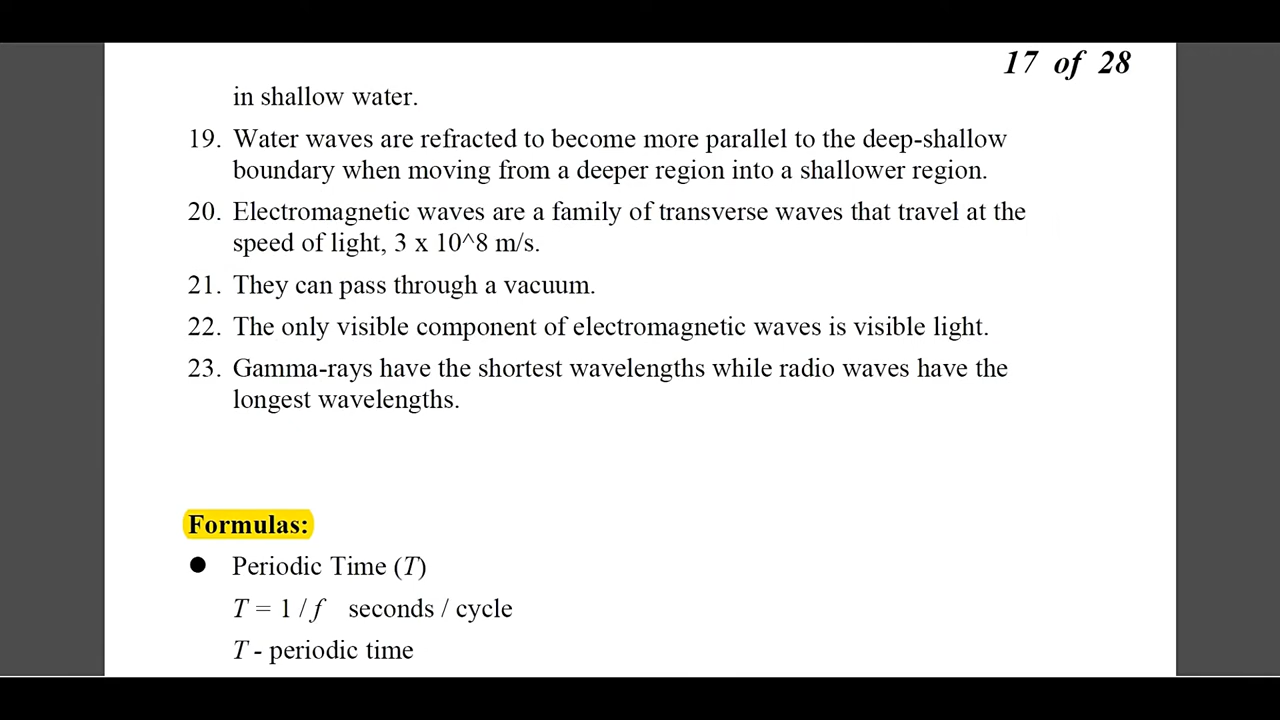 17 of 28
in shallow water.
19. Water waves are refracted to become more parallel to the deep-shallow
boundary when moving from a deeper region into a shallower region.
20. Electromagnetic waves are a family of transverse waves that travel at the
speed of light, 3 x 10^8 m/s.
21. They can pass through a vacuum.
22. The only visible component of electromagnetic waves is visible light.
23. Gamma-rays have the shortest wavelengths while radio waves have the
longest wavelengths.
Formulas:
● Periodic Time (T)
T = 1 / f seconds / cycle
T - periodic time